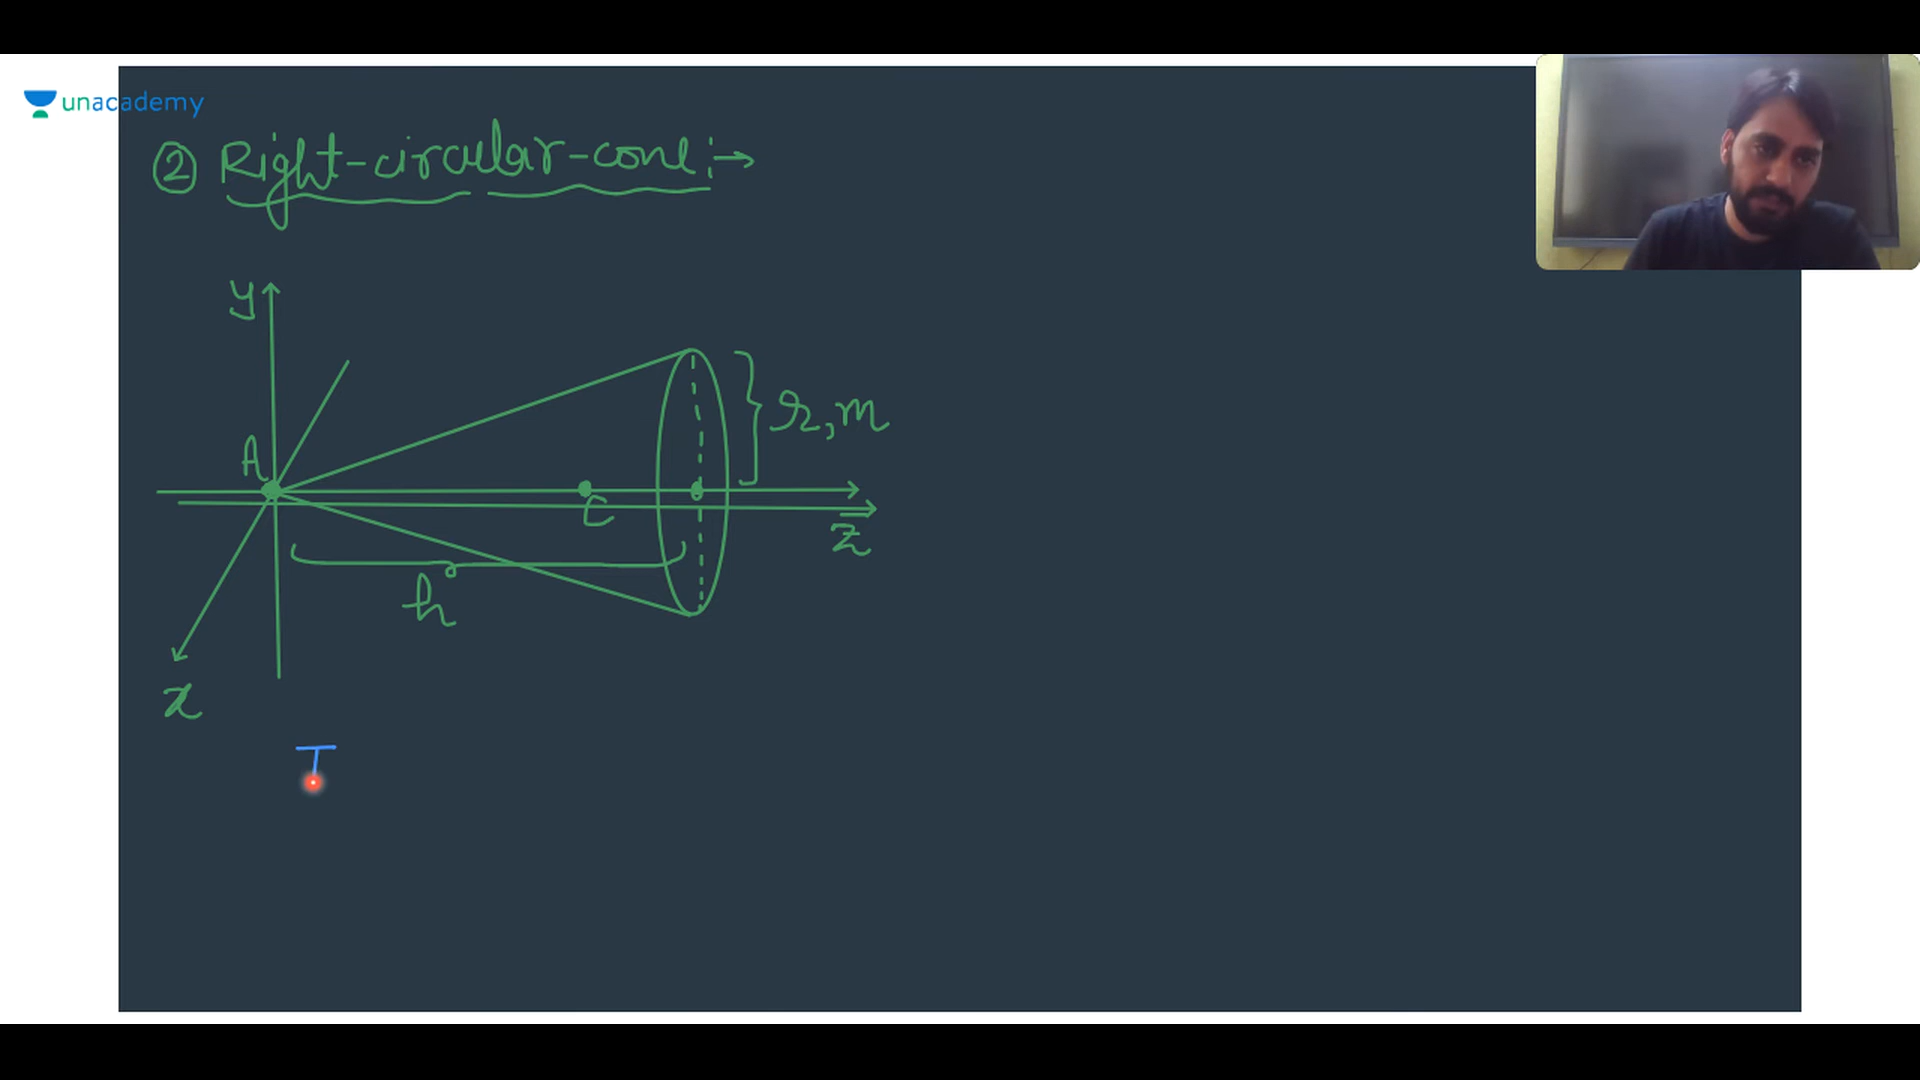 unacademy
② Right-circular-cone:→
y
A
r, m
C
z
h
x
I